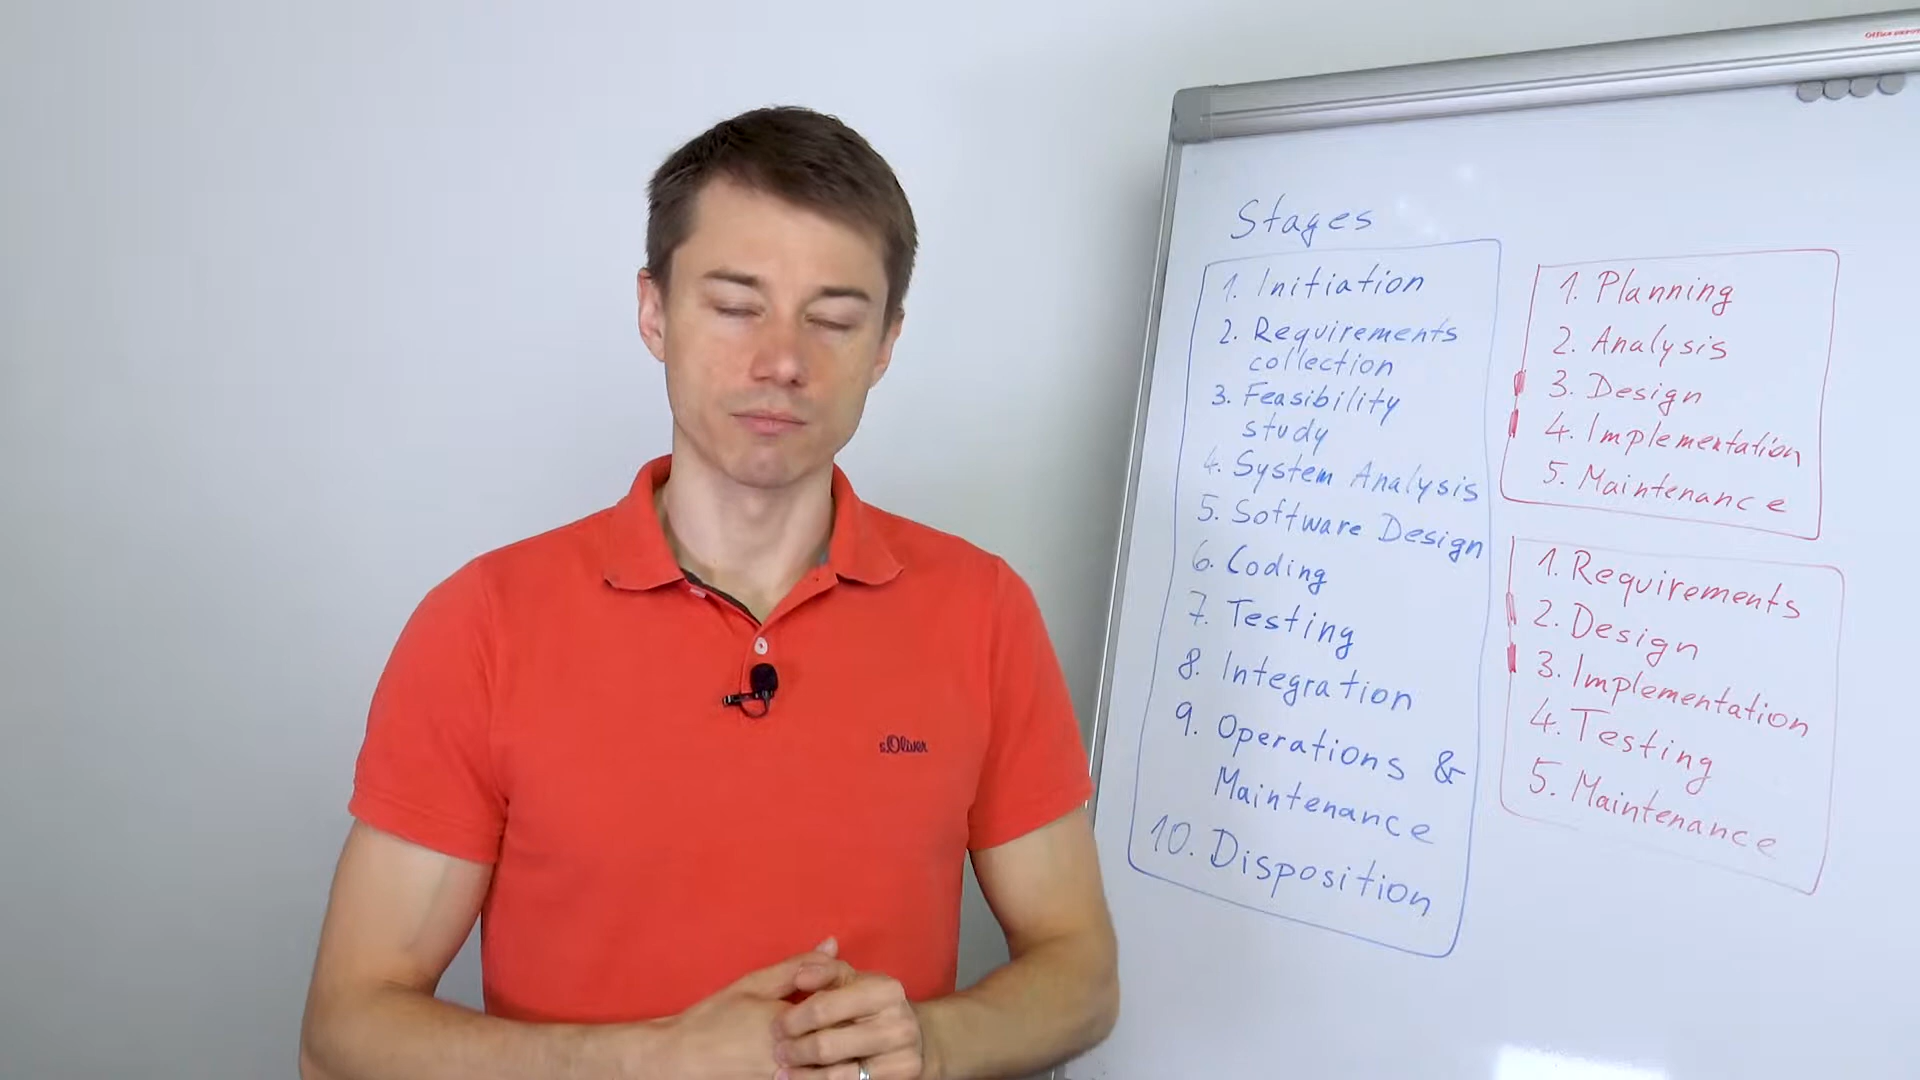 Office DEPOT
Stages
1. Initiation
2. Requirements
collection
3. Feasibility
study
4. System Analysis
5. Software Design
6. Coding
7. Testing
8. Integration
9. Operations &
Maintenance
10. Disposition
1. Planning
2. Analysis
3. Design
4. Implementation
5. Maintenance
1. Requirements
2. Design
3. Implementation
4. Testing
5. Maintenance
s.Oliver